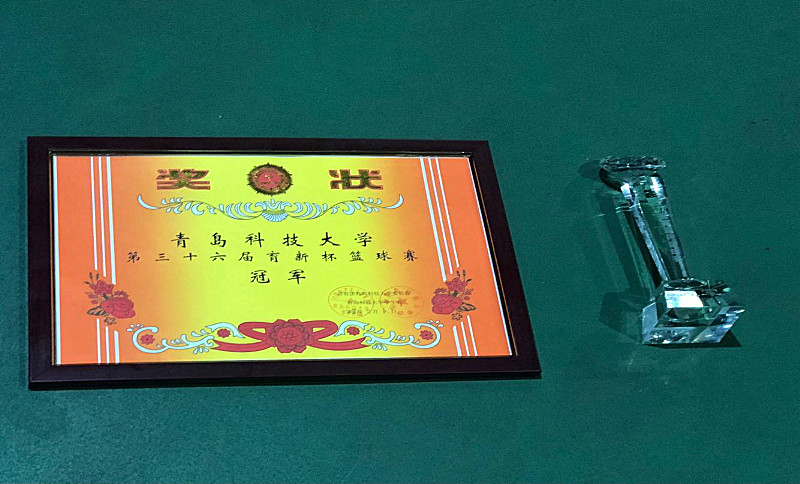 奖状
青岛科技大学
第三十六届育新杯篮球赛
冠军